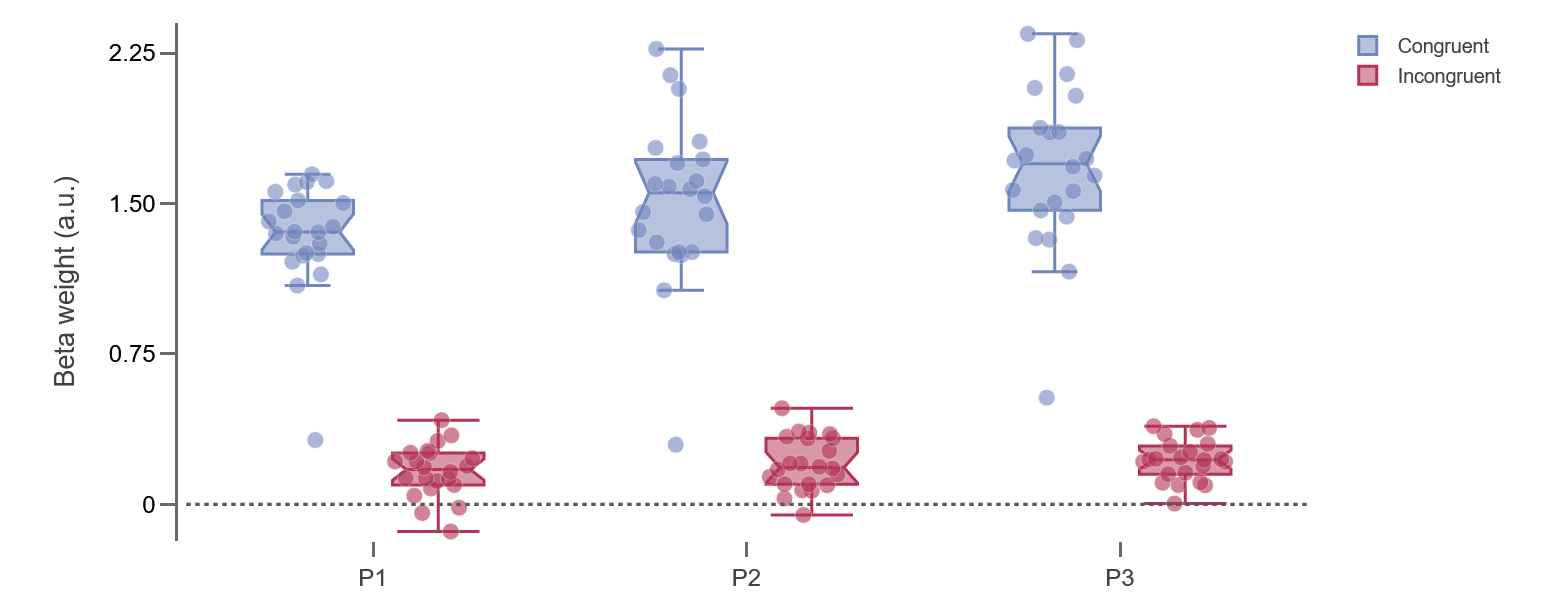 Beta weight (a.u.)
2.25
1.50
0.75
0
P1
P2
P3
Congruent
Incongruent